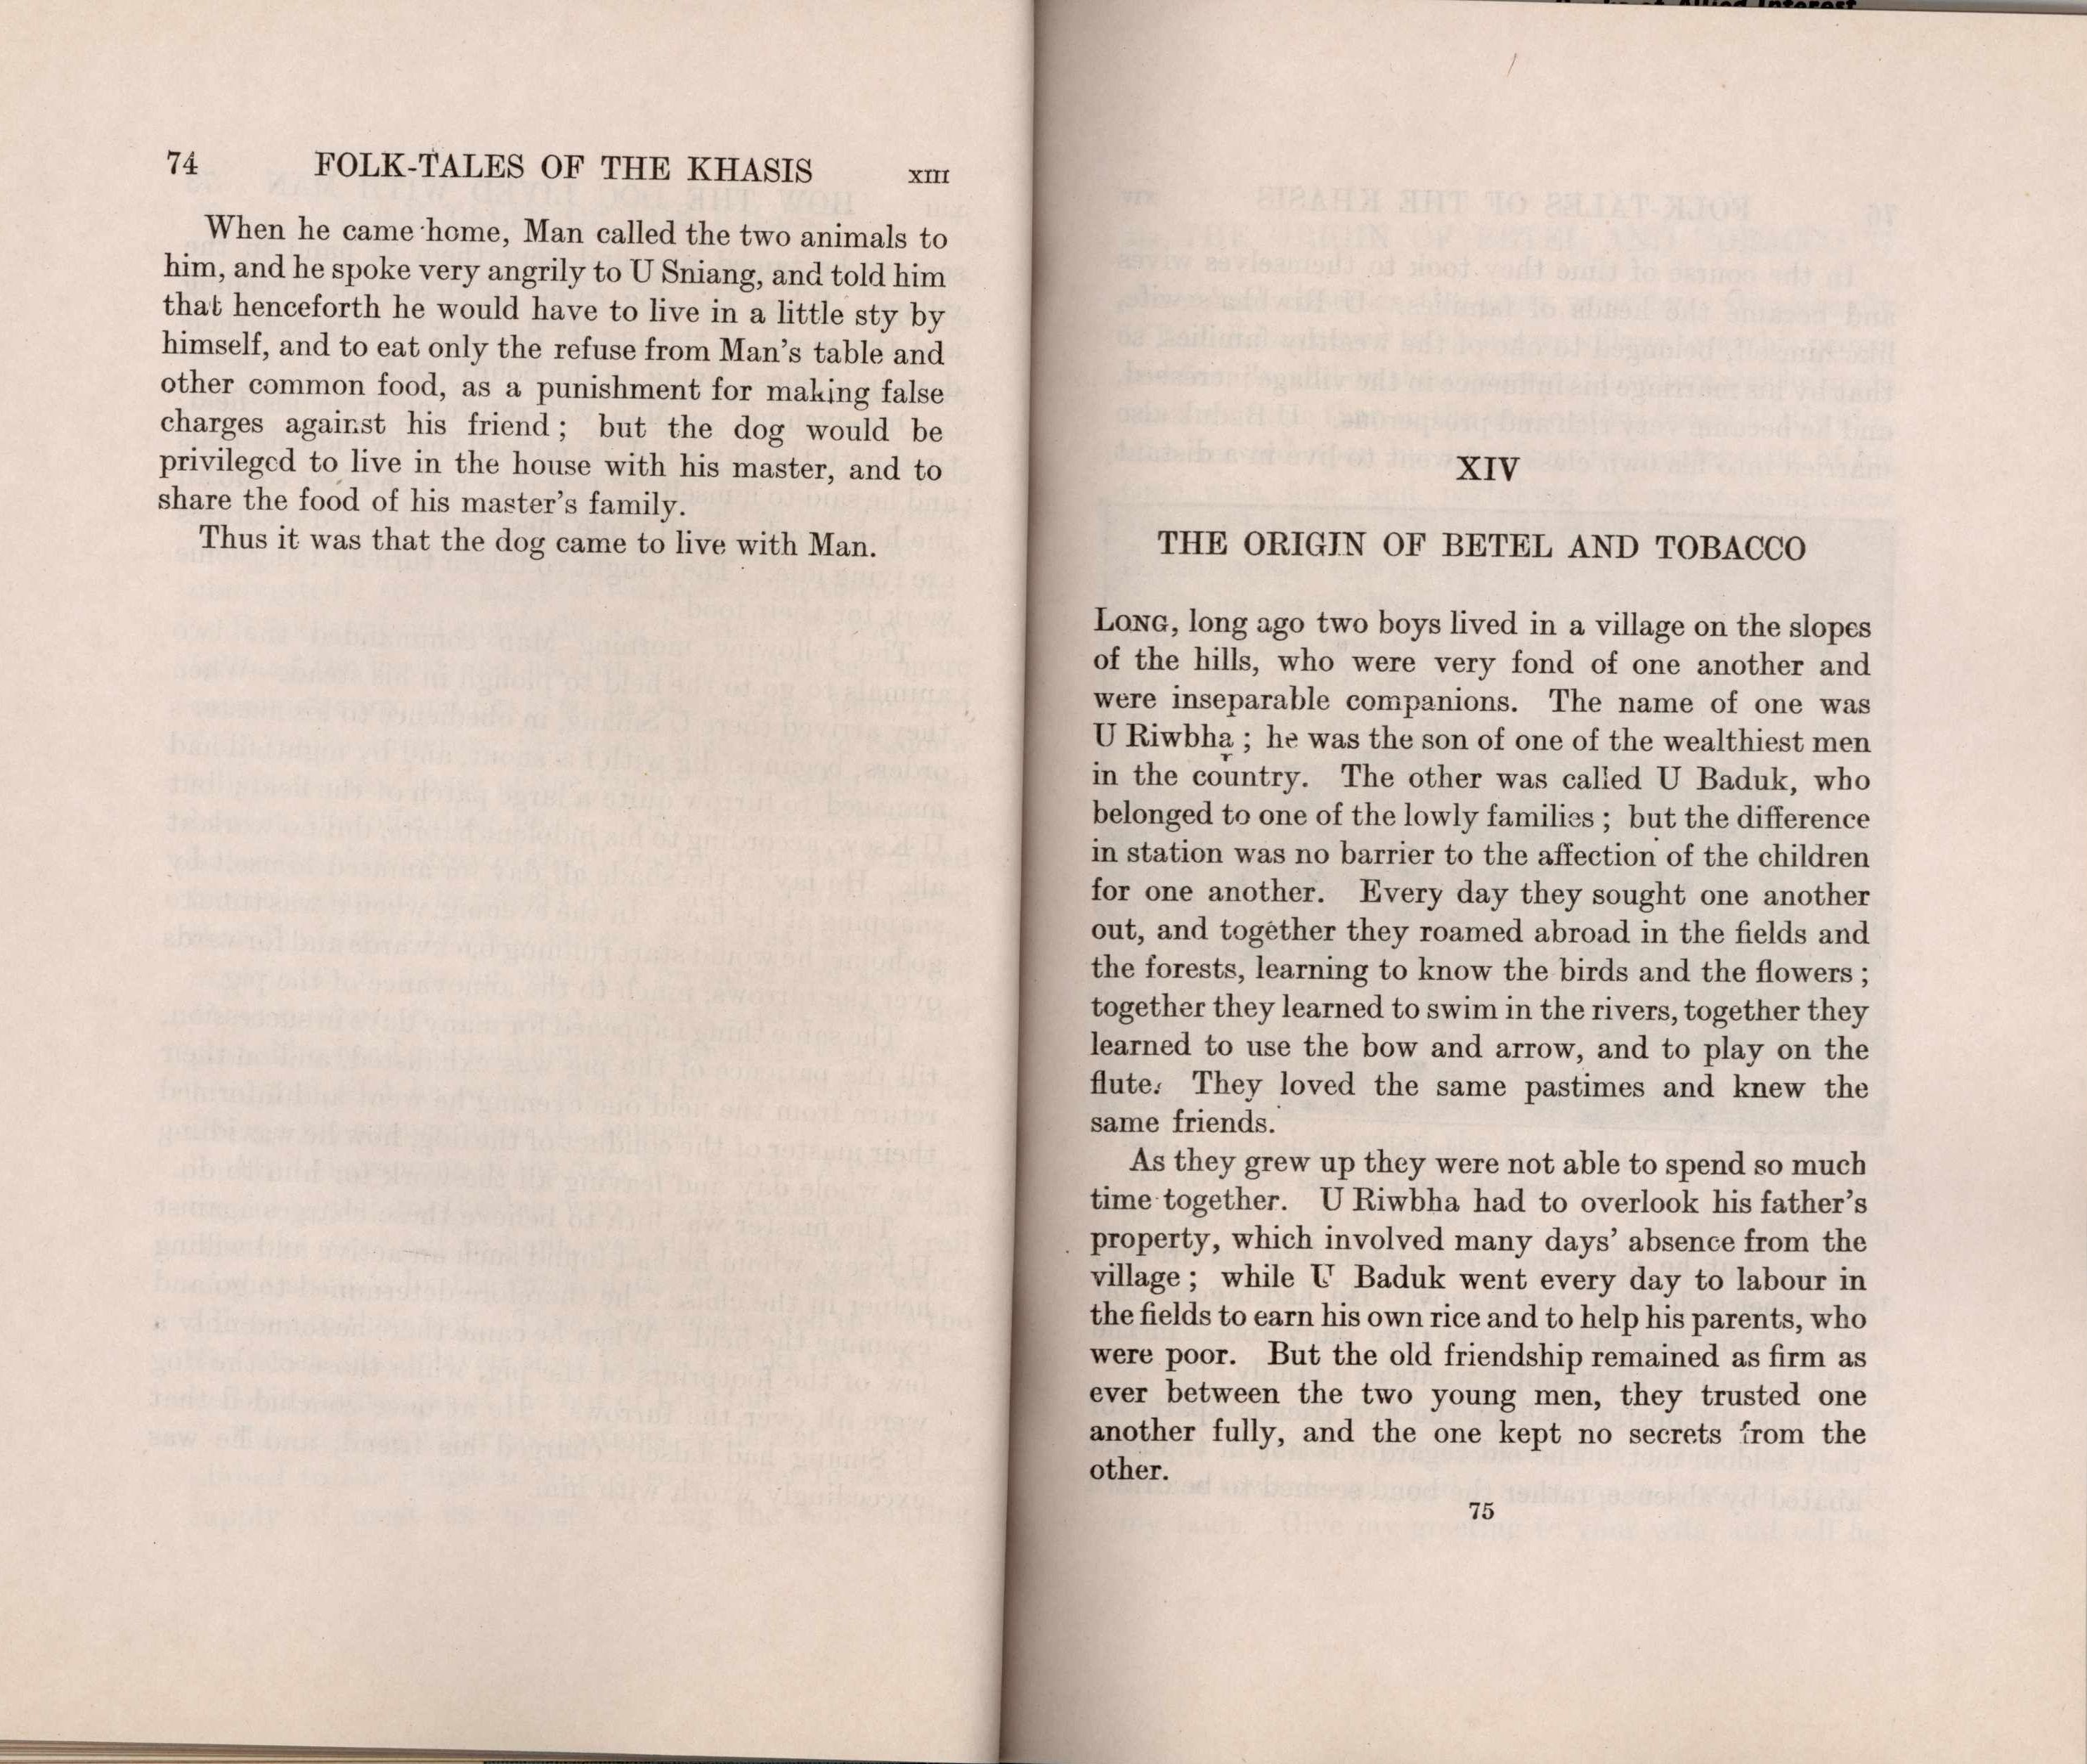 74 FOLK-TALES OF THE KHASIS XIII
When he came home, Man called the two animals to
him, and he spoke very angrily to U Sniang, and told him
that henceforth he would have to live in a little sty by
himself, and to eat only the refuse from Man's table and
other common food, as a punishment for making false
charges against his friend ; but the dog would be
privileged to live in the house with his master, and to
share the food of his master's family.
Thus it was that the dog came to live with Man.
XIV
THE ORIGIN OF BETEL AND TOBACCO
LONG, long ago two boys lived in a village on the slopes
of the hills, who were very fond of one another and
were inseparable companions. The name of one was
U Riwbha ; he was the son of one of the wealthiest men
in the country. The other was called U Baduk, who
belonged to one of the lowly families ; but the difference
in station was no barrier to the affection of the children
for one another. Every day they sought one another
out, and together they roamed abroad in the fields and
the forests, learning to know the birds and the flowers ;
together they learned to swim in the rivers, together they
learned to use the bow and arrow, and to play on the
flute. They loved the same pastimes and knew the
same friends.
As they grew up they were not able to spend so much
time together. U Riwbha had to overlook his father's
property, which involved many days' absence from the
village ; while U Baduk went every day to labour in
the fields to earn his own rice and to help his parents, who
were poor. But the old friendship remained as firm as
ever between the two young men, they trusted one
another fully, and the one kept no secrets from the
other.
75